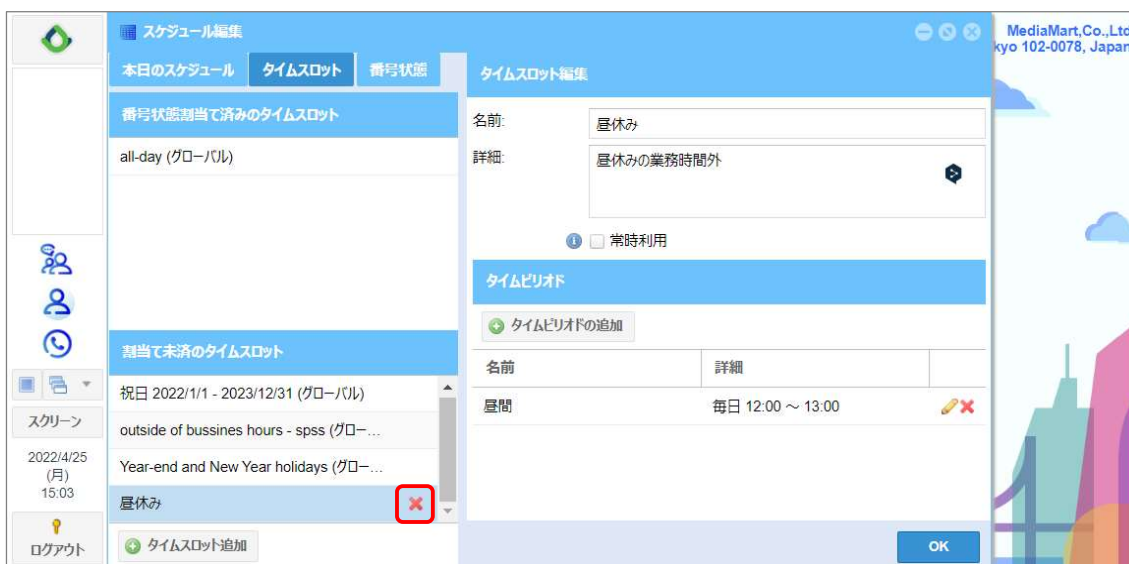 スケジュール編集
MediaMart,Co.,Ltd
kyo 102-0078, Japan
本日のスケジュール
タイムスロット
番号状態
タイムスロット編集
番号状態割当て済みのタイムスロット
all-day (グローバル)
名前:
昼休み
詳細:
昼休みの業務時間外
常時利用
タイムピリオド
タイムピリオドの追加
名前
詳細
昼間
毎日 12:00 ～ 13:00
割当て未済のタイムスロット
祝日 2022/1/1 - 2023/12/31 (グローバル)
outside of bussines hours - spss (グロー...
Year-end and New Year holidays (グロー...
昼休み
タイムスロット追加
OK
スクリーン
2022/4/25
(月)
15:03
ログアウト